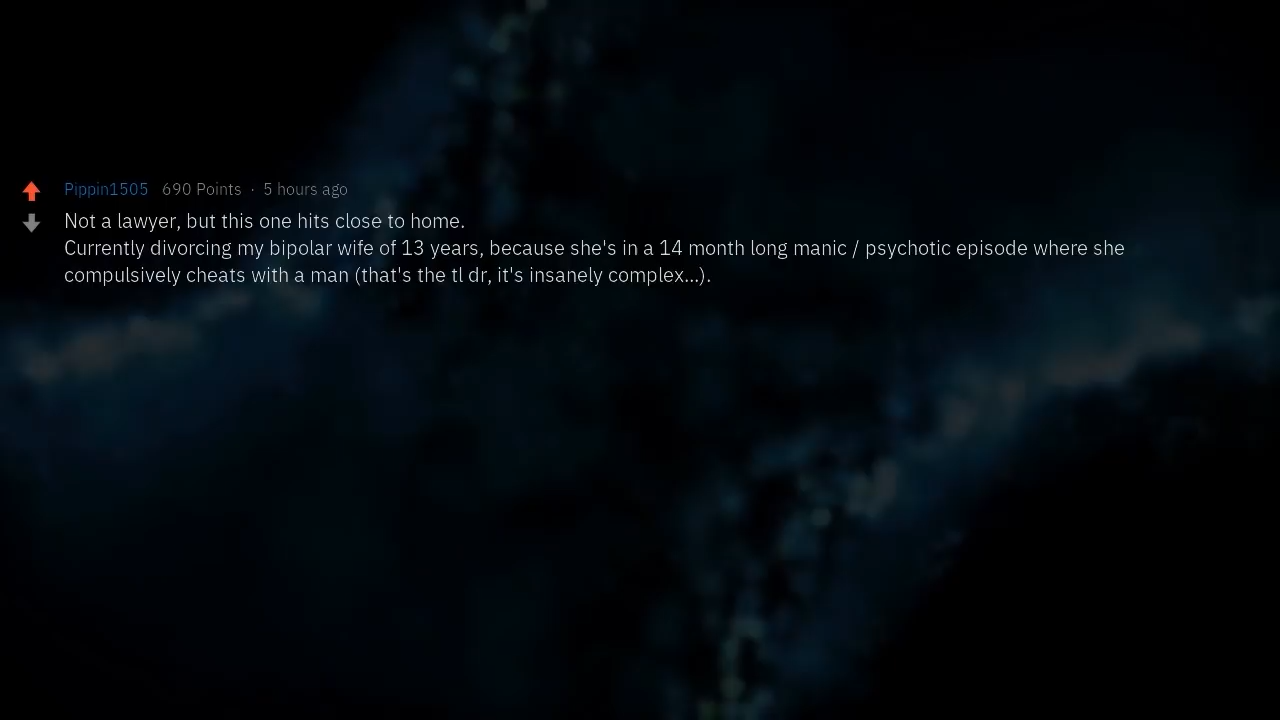 Pippin1505 690 Points · 5 hours ago
Not a lawyer, but this one hits close to home.
Currently divorcing my bipolar wife of 13 years, because she's in a 14 month long manic / psychotic episode where she
compulsively cheats with a man (that's the tl dr, it's insanely complex...).